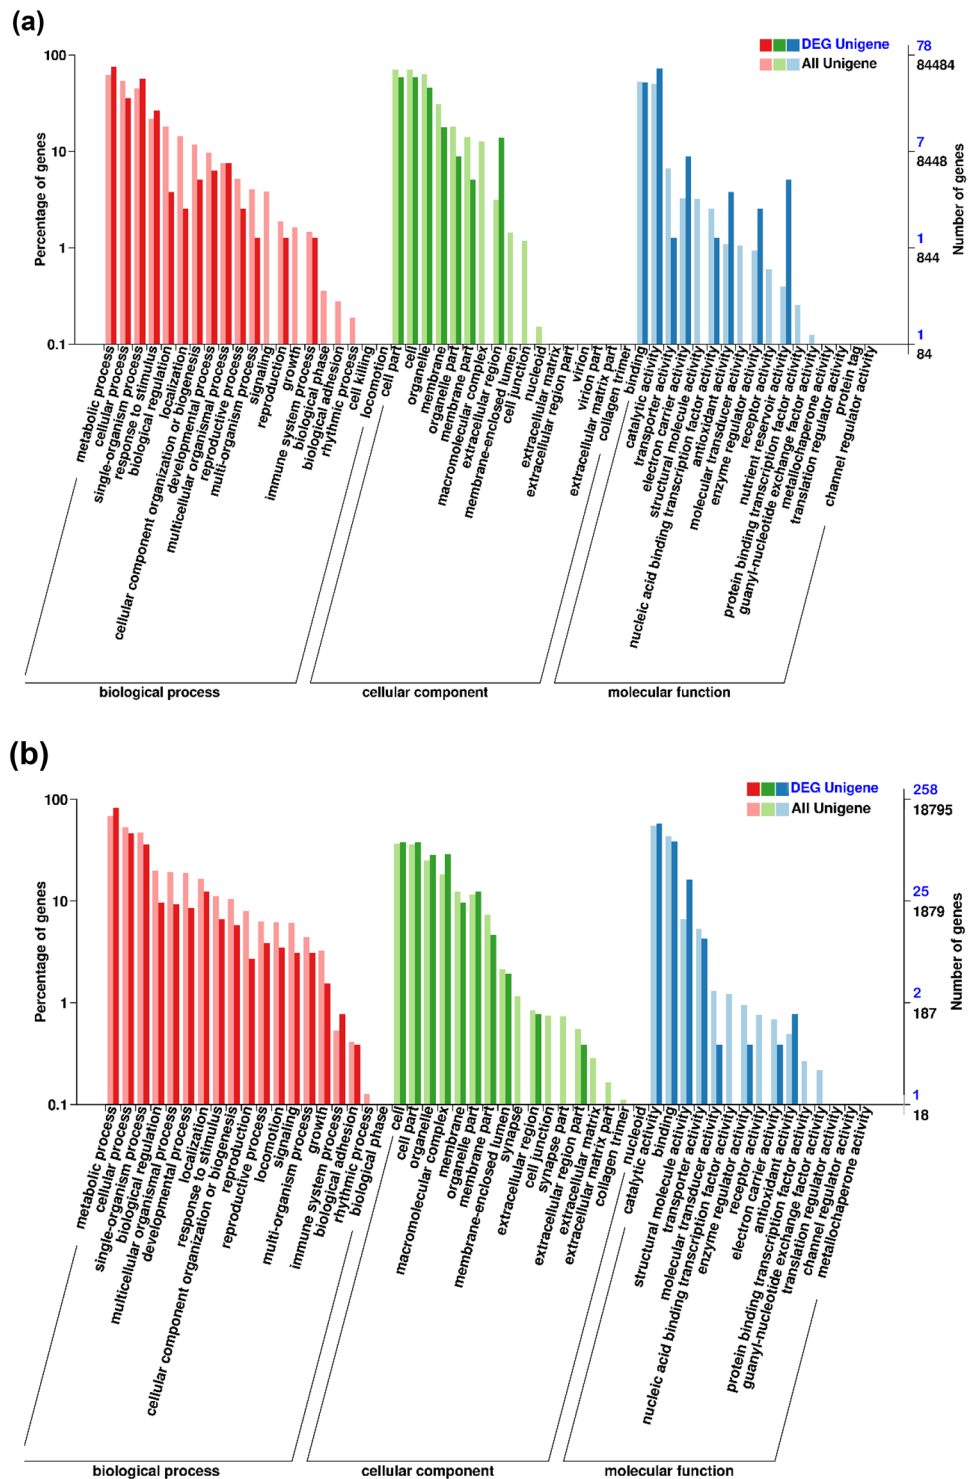 (a)
DEG Unigene
All Unigene
Percentage of genes
100
10
1
0.1
78
84484
7
8448
1
844
1
84
Number of genes
metabolic process
cellular process
single-organism process
response to stimulus
biological regulation
localization
cellular component organization or biogenesis
developmental process
multicellular organismal process
reproductive process
multi-organism process
signaling
reproduction
growth
immune system process
biological phase
biological adhesion
rhythmic process
cell killing
locomotion
cell part
cell
organelle
membrane
organelle part
membrane part
macromolecular complex
extracellular region
membrane-enclosed lumen
cell junction
nucleoid
extracellular matrix
extracellular region part
virion
virion part
extracellular matrix part
collagen trimer
binding
catalytic activity
transporter activity
electron carrier activity
structural molecule activity
nucleic acid binding transcription factor activity
antioxidant activity
molecular transducer activity
enzyme regulator activity
receptor activity
nutrient reservoir activity
protein binding transcription factor activity
guanyl-nucleotide exchange factor activity
metallochaperone activity
translation regulator activity
protein tag
channel regulator activity
biological process
cellular component
molecular function
(b)
DEG Unigene
All Unigene
Percentage of genes
100
10
1
0.1
258
18795
25
1879
2
187
1
18
Number of genes
metabolic process
cellular process
single-organism process
biological regulation
multicellular organismal process
developmental process
localization
response to stimulus
cellular component organization or biogenesis
reproduction
reproductive process
locomotion
signaling
multi-organism process
growth
immune system process
biological adhesion
rhythmic process
biological phase
cell
cell part
organelle
macromolecular complex
membrane
organelle part
membrane part
membrane-enclosed lumen
synapse
extracellular region
cell junction
synapse part
extracellular region part
extracellular matrix
extracellular matrix part
collagen trimer
nucleoid
catalytic activity
binding
structural molecule activity
transporter activity
molecular transducer activity
nucleic acid binding transcription factor activity
enzyme regulator activity
receptor activity
electron carrier activity
antioxidant activity
protein binding transcription factor activity
guanyl-nucleotide exchange factor activity
translation regulator activity
channel regulator activity
metallochaperone activity
biological process
cellular component
molecular function